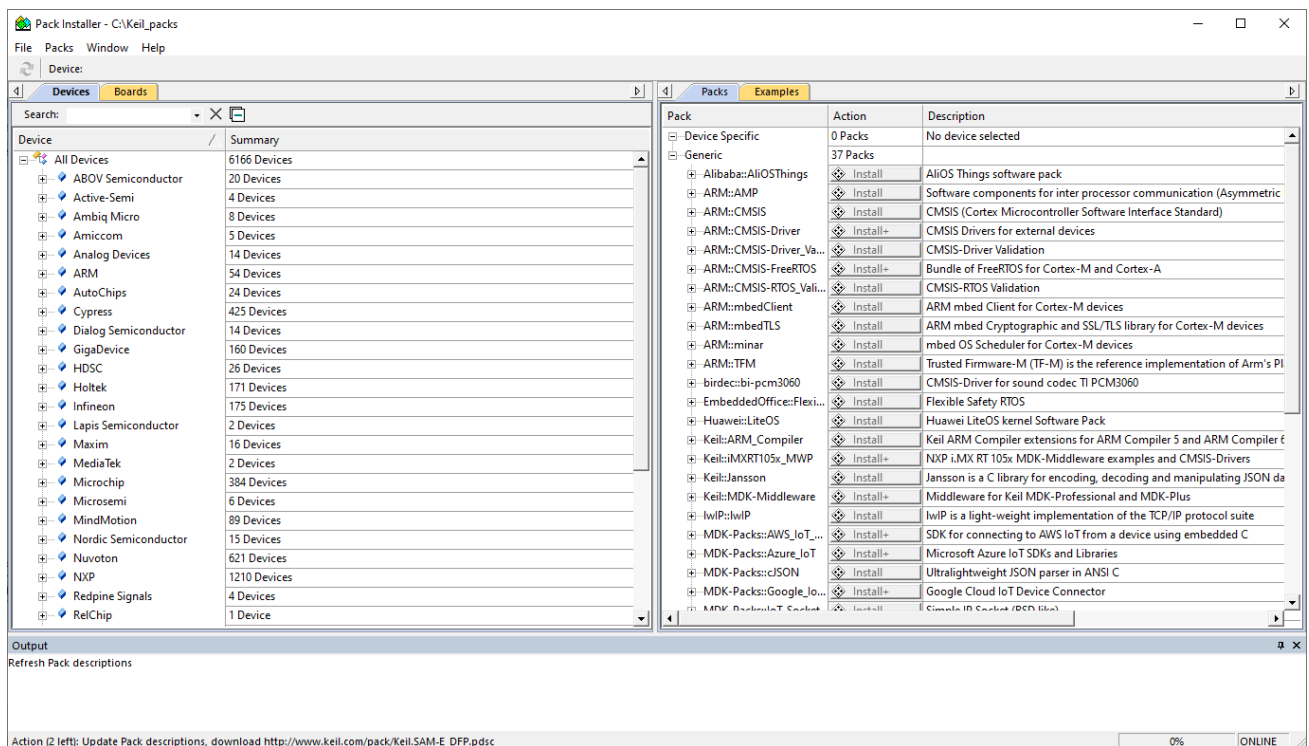 Pack Installer - C:\Keil_packs
File Packs Window Help
Device:
Devices Boards
Search:
Device Summary
All Devices 6166 Devices
ABOV Semiconductor 20 Devices
Active-Semi 4 Devices
Ambiq Micro 8 Devices
Amiccom 5 Devices
Analog Devices 14 Devices
ARM 54 Devices
AutoChips 24 Devices
Cypress 425 Devices
Dialog Semiconductor 14 Devices
GigaDevice 160 Devices
HDSC 26 Devices
Holtek 171 Devices
Infineon 175 Devices
Lapis Semiconductor 2 Devices
Maxim 16 Devices
MediaTek 2 Devices
Microchip 384 Devices
Microsemi 6 Devices
MindMotion 89 Devices
Nordic Semiconductor 15 Devices
Nuvoton 621 Devices
NXP 1210 Devices
Redpine Signals 4 Devices
RelChip 1 Device
Packs Examples
Pack Action Description
Device Specific 0 Packs No device selected
Generic 37 Packs
Alibaba::AliOSThings Install AliOS Things software pack
ARM::AMP Install Software components for inter processor communication (Asymmetric
ARM::CMSIS Install CMSIS (Cortex Microcontroller Software Interface Standard)
ARM::CMSIS-Driver Install+ CMSIS Drivers for external devices
ARM::CMSIS-Driver_Va... Install CMSIS-Driver Validation
ARM::CMSIS-FreeRTOS Install+ Bundle of FreeRTOS for Cortex-M and Cortex-A
ARM::CMSIS-RTOS_Vali... Install CMSIS-RTOS Validation
ARM::mbedClient Install ARM mbed Client for Cortex-M devices
ARM::mbedTLS Install ARM mbed Cryptographic and SSL/TLS library for Cortex-M devices
ARM::minar Install mbed OS Scheduler for Cortex-M devices
ARM::TFM Install Trusted Firmware-M (TF-M) is the reference implementation of Arm's Pl
birdec::bi-pcm3060 Install CMSIS-Driver for sound codec TI PCM3060
EmbeddedOffice::Flexi... Install Flexible Safety RTOS
Huawei::LiteOS Install Huawei LiteOS kernel Software Pack
Keil::ARM_Compiler Install Keil ARM Compiler extensions for ARM Compiler 5 and ARM Compiler 6
Keil::iMXRT105x_MWP Install+ NXP i.MX RT 105x MDK-Middleware examples and CMSIS-Drivers
Keil::Jansson Install Jansson is a C library for encoding, decoding and manipulating JSON da
Keil::MDK-Middleware Install+ Middleware for Keil MDK-Professional and MDK-Plus
lwIP::lwIP Install lwIP is a light-weight implementation of the TCP/IP protocol suite
MDK-Packs::AWS_IoT_... Install+ SDK for connecting to AWS IoT from a device using embedded C
MDK-Packs::Azure_IoT Install+ Microsoft Azure IoT SDKs and Libraries
MDK-Packs::cJSON Install Ultralightweight JSON parser in ANSI C
MDK-Packs::Google_Io... Install+ Google Cloud IoT Device Connector
MDK-Packs::IoT_Socket Install Simple IP Socket (BSD like)
Output
Refresh Pack descriptions
Action (2 left): Update Pack descriptions, download http://www.keil.com/pack/Keil.SAM-E_DFP.pdsc
0% ONLINE